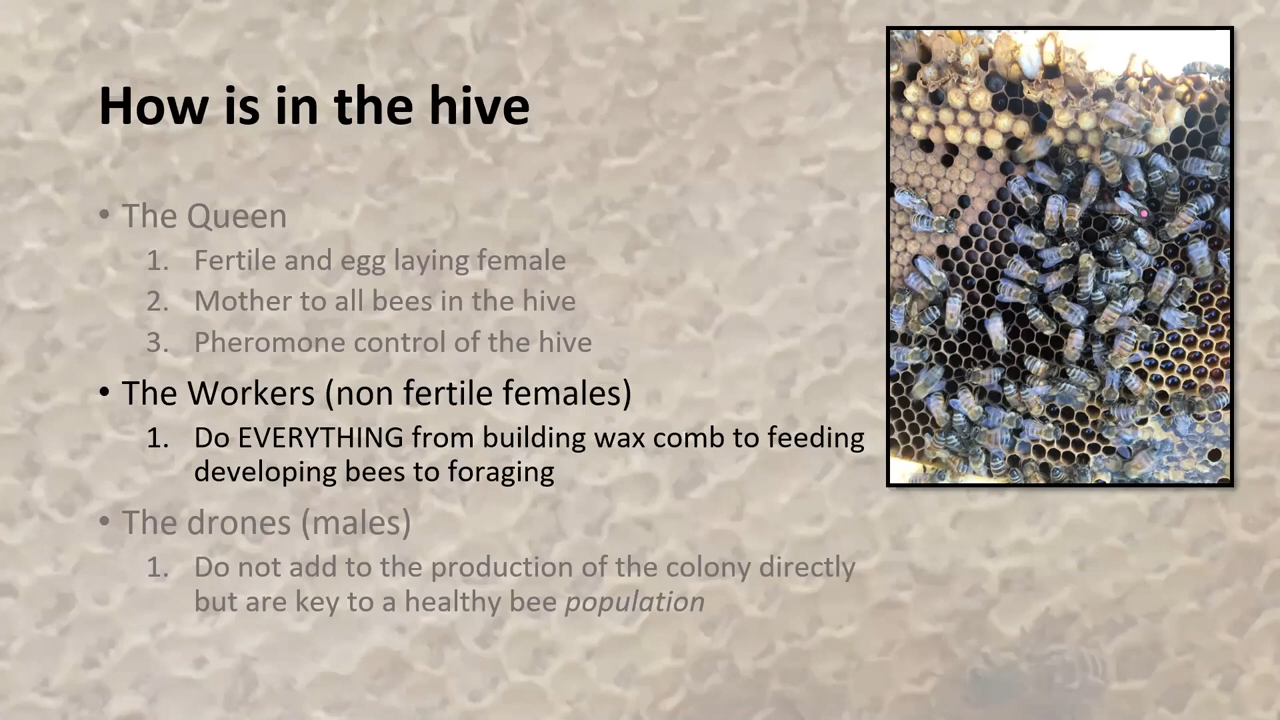 How is in the hive
• The Queen
1. Fertile and egg laying female
2. Mother to all bees in the hive
3. Pheromone control of the hive
• The Workers (non fertile females)
1. Do EVERYTHING from building wax comb to feeding
developing bees to foraging
• The drones (males)
1. Do not add to the production of the colony directly
but are key to a healthy bee population